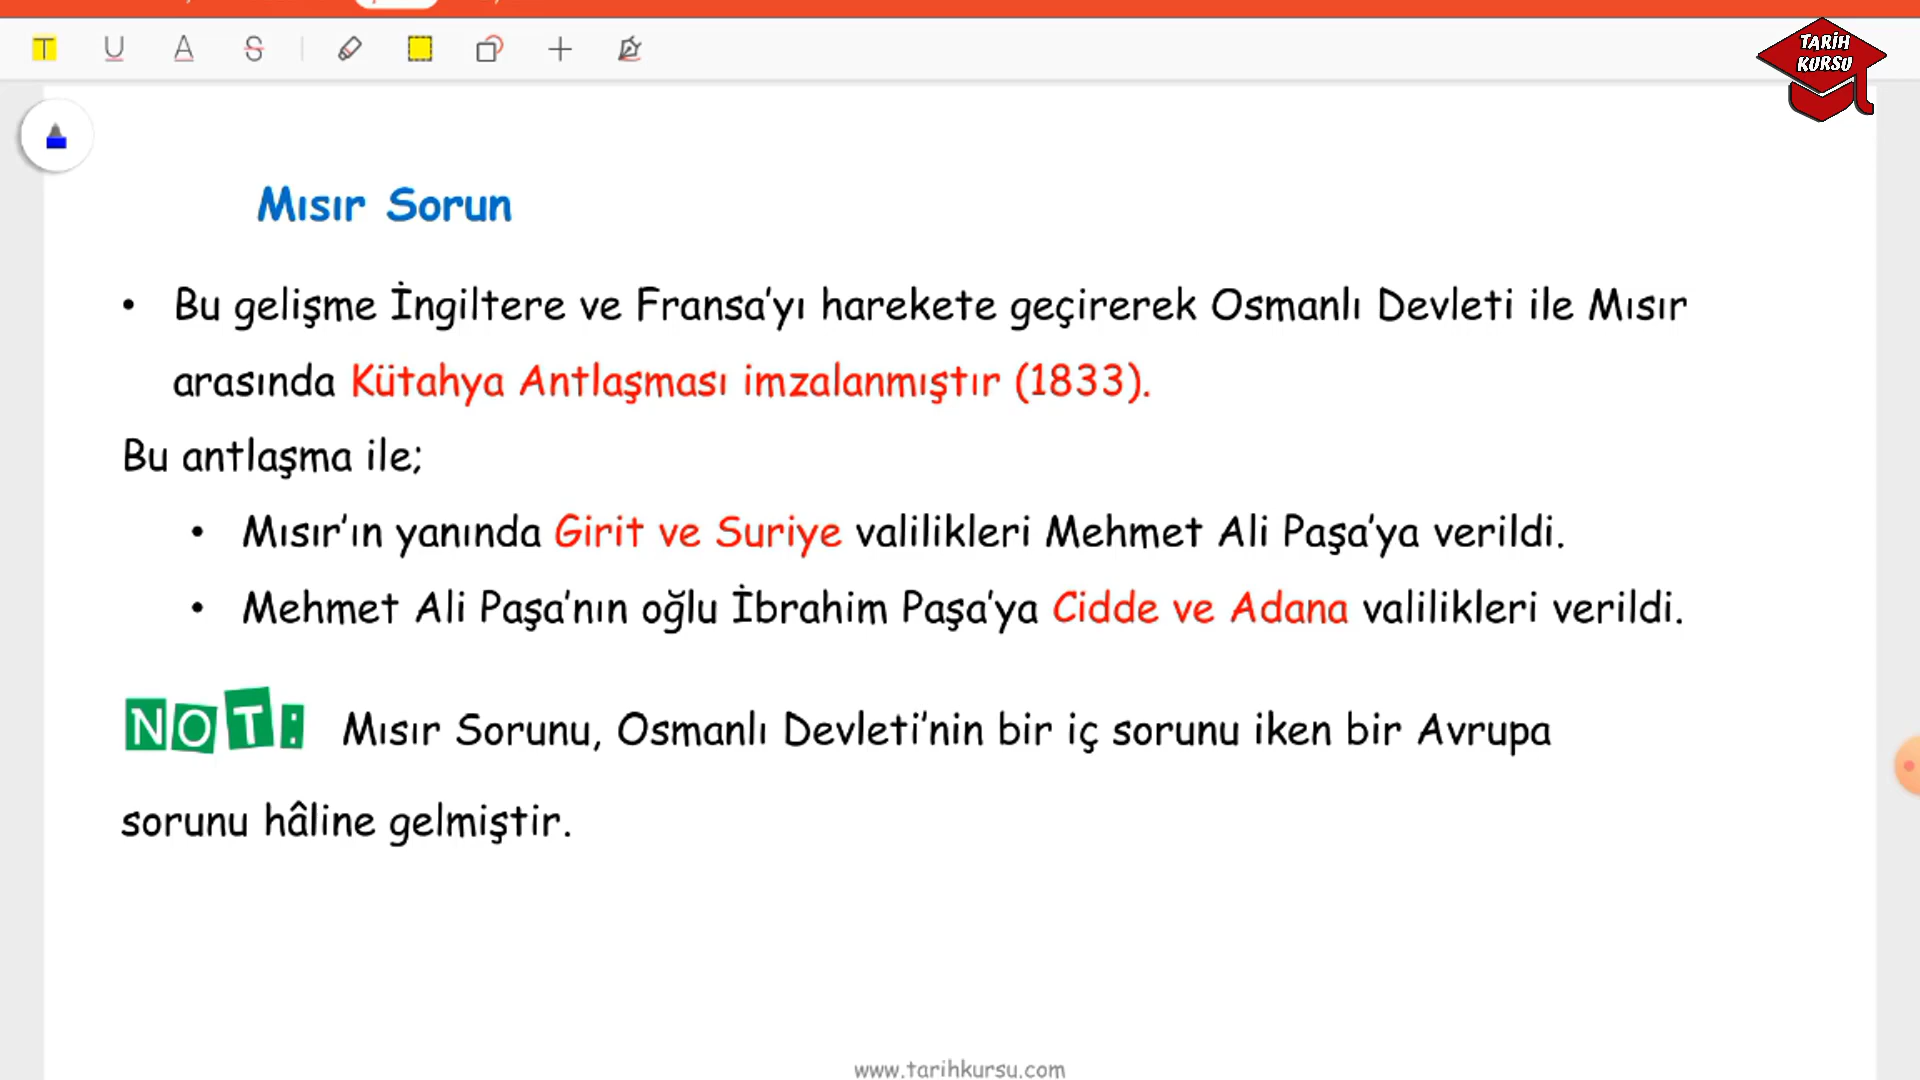 TARİH
KURSU
Mısır Sorun
• Bu gelişme İngiltere ve Fransa’yı harekete geçirerek Osmanlı Devleti ile Mısır
arasında Kütahya Antlaşması imzalanmıştır (1833).
Bu antlaşma ile;
• Mısır’ın yanında Girit ve Suriye valilikleri Mehmet Ali Paşa’ya verildi.
• Mehmet Ali Paşa’nın oğlu İbrahim Paşa’ya Cidde ve Adana valilikleri verildi.
NOT: Mısır Sorunu, Osmanlı Devleti’nin bir iç sorunu iken bir Avrupa
sorunu hâline gelmiştir.
www.tarihkursu.com